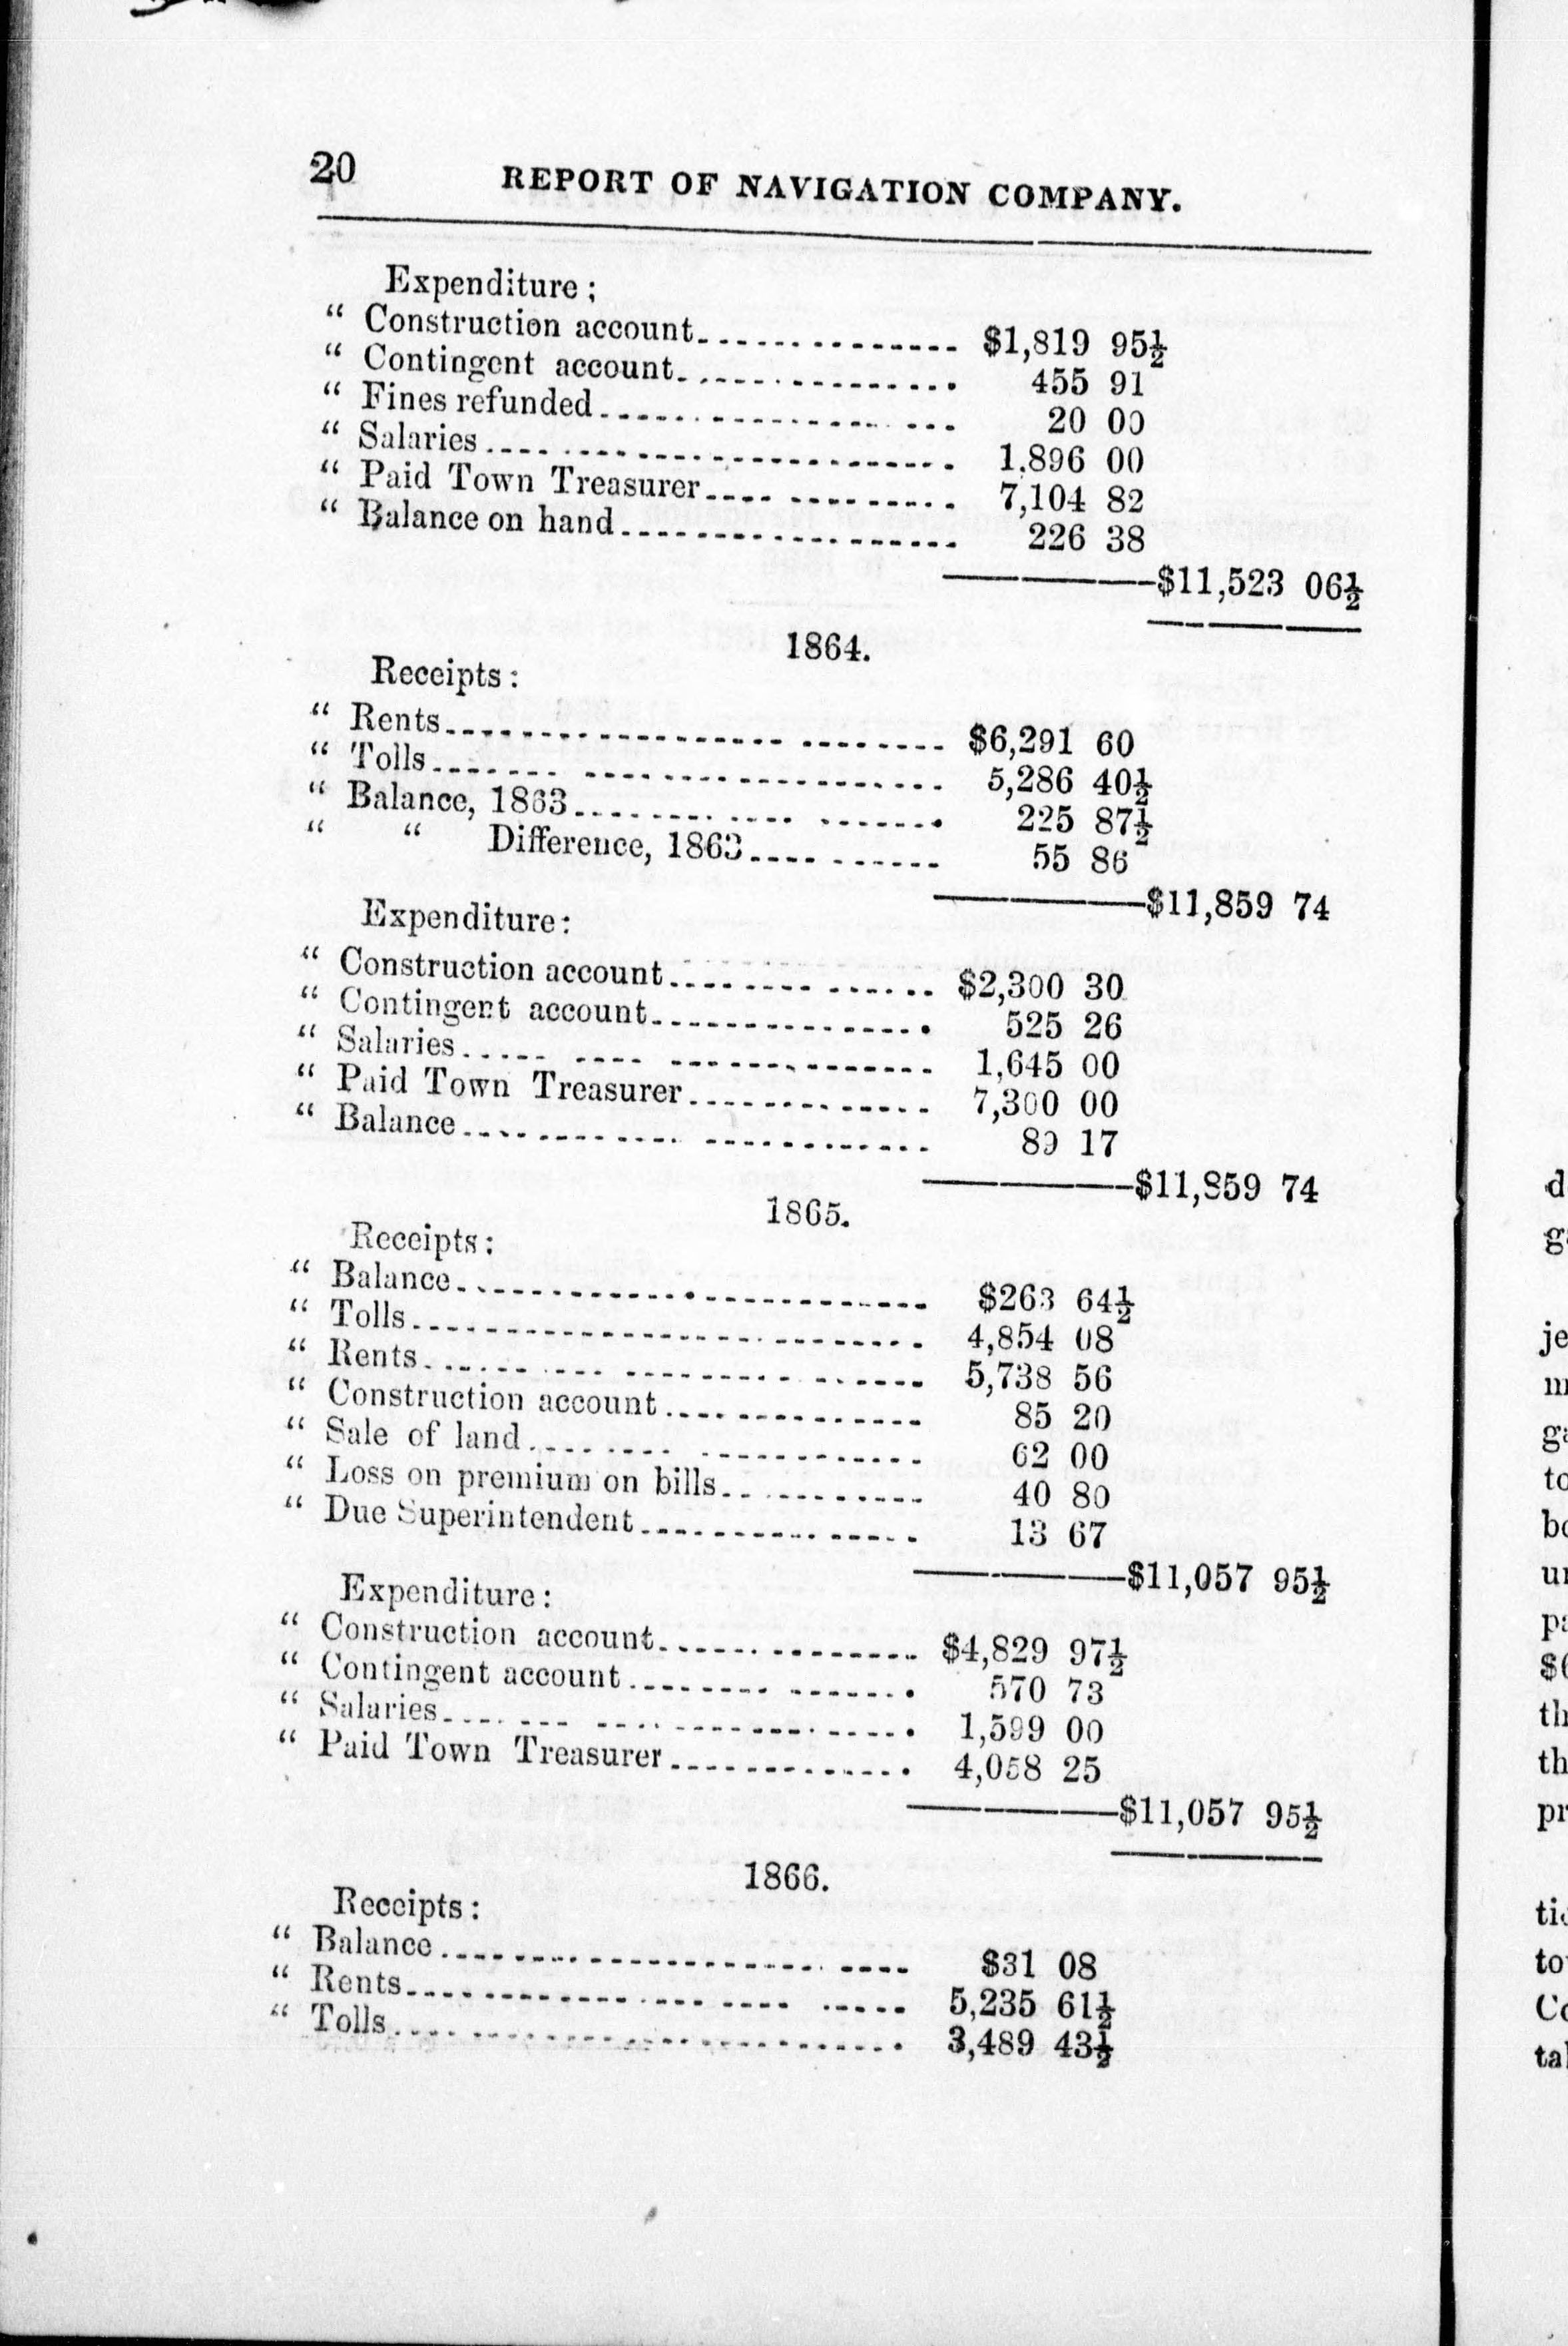 20 REPORT OF NAVIGATION COMPANY.
Expenditure;
“ Construction account $1,819 95½
“ Contingent account 455 91
“ Fines refunded 20 00
“ Salaries 1,896 00
“ Paid Town Treasurer 7,104 82
“ Balance on hand 226 38
$11,523 06½
1864.
Receipts:
“ Rents $6,291 60
“ Tolls 5,286 40½
“ Balance, 1863 225 87½
“ “ Difference, 1863 55 86
$11,859 74
Expenditure:
“ Construction account $2,300 30
“ Contingent account 525 26
“ Salaries 1,645 00
“ Paid Town Treasurer 7,300 00
“ Balance 89 17
$11,859 74
1865.
Receipts:
“ Balance $263 64½
“ Tolls 4,854 08
“ Rents 5,738 56
“ Construction account 85 20
“ Sale of land 62 00
“ Loss on premium on bills 40 80
“ Due Superintendent 13 67
$11,057 95½
Expenditure:
“ Construction account $4,829 97½
“ Contingent account 570 73
“ Salaries 1,599 00
“ Paid Town Treasurer 4,058 25
$11,057 95½
1866.
Receipts:
“ Balance $31 08
“ Rents 5,235 61½
“ Tolls 3,489 43½